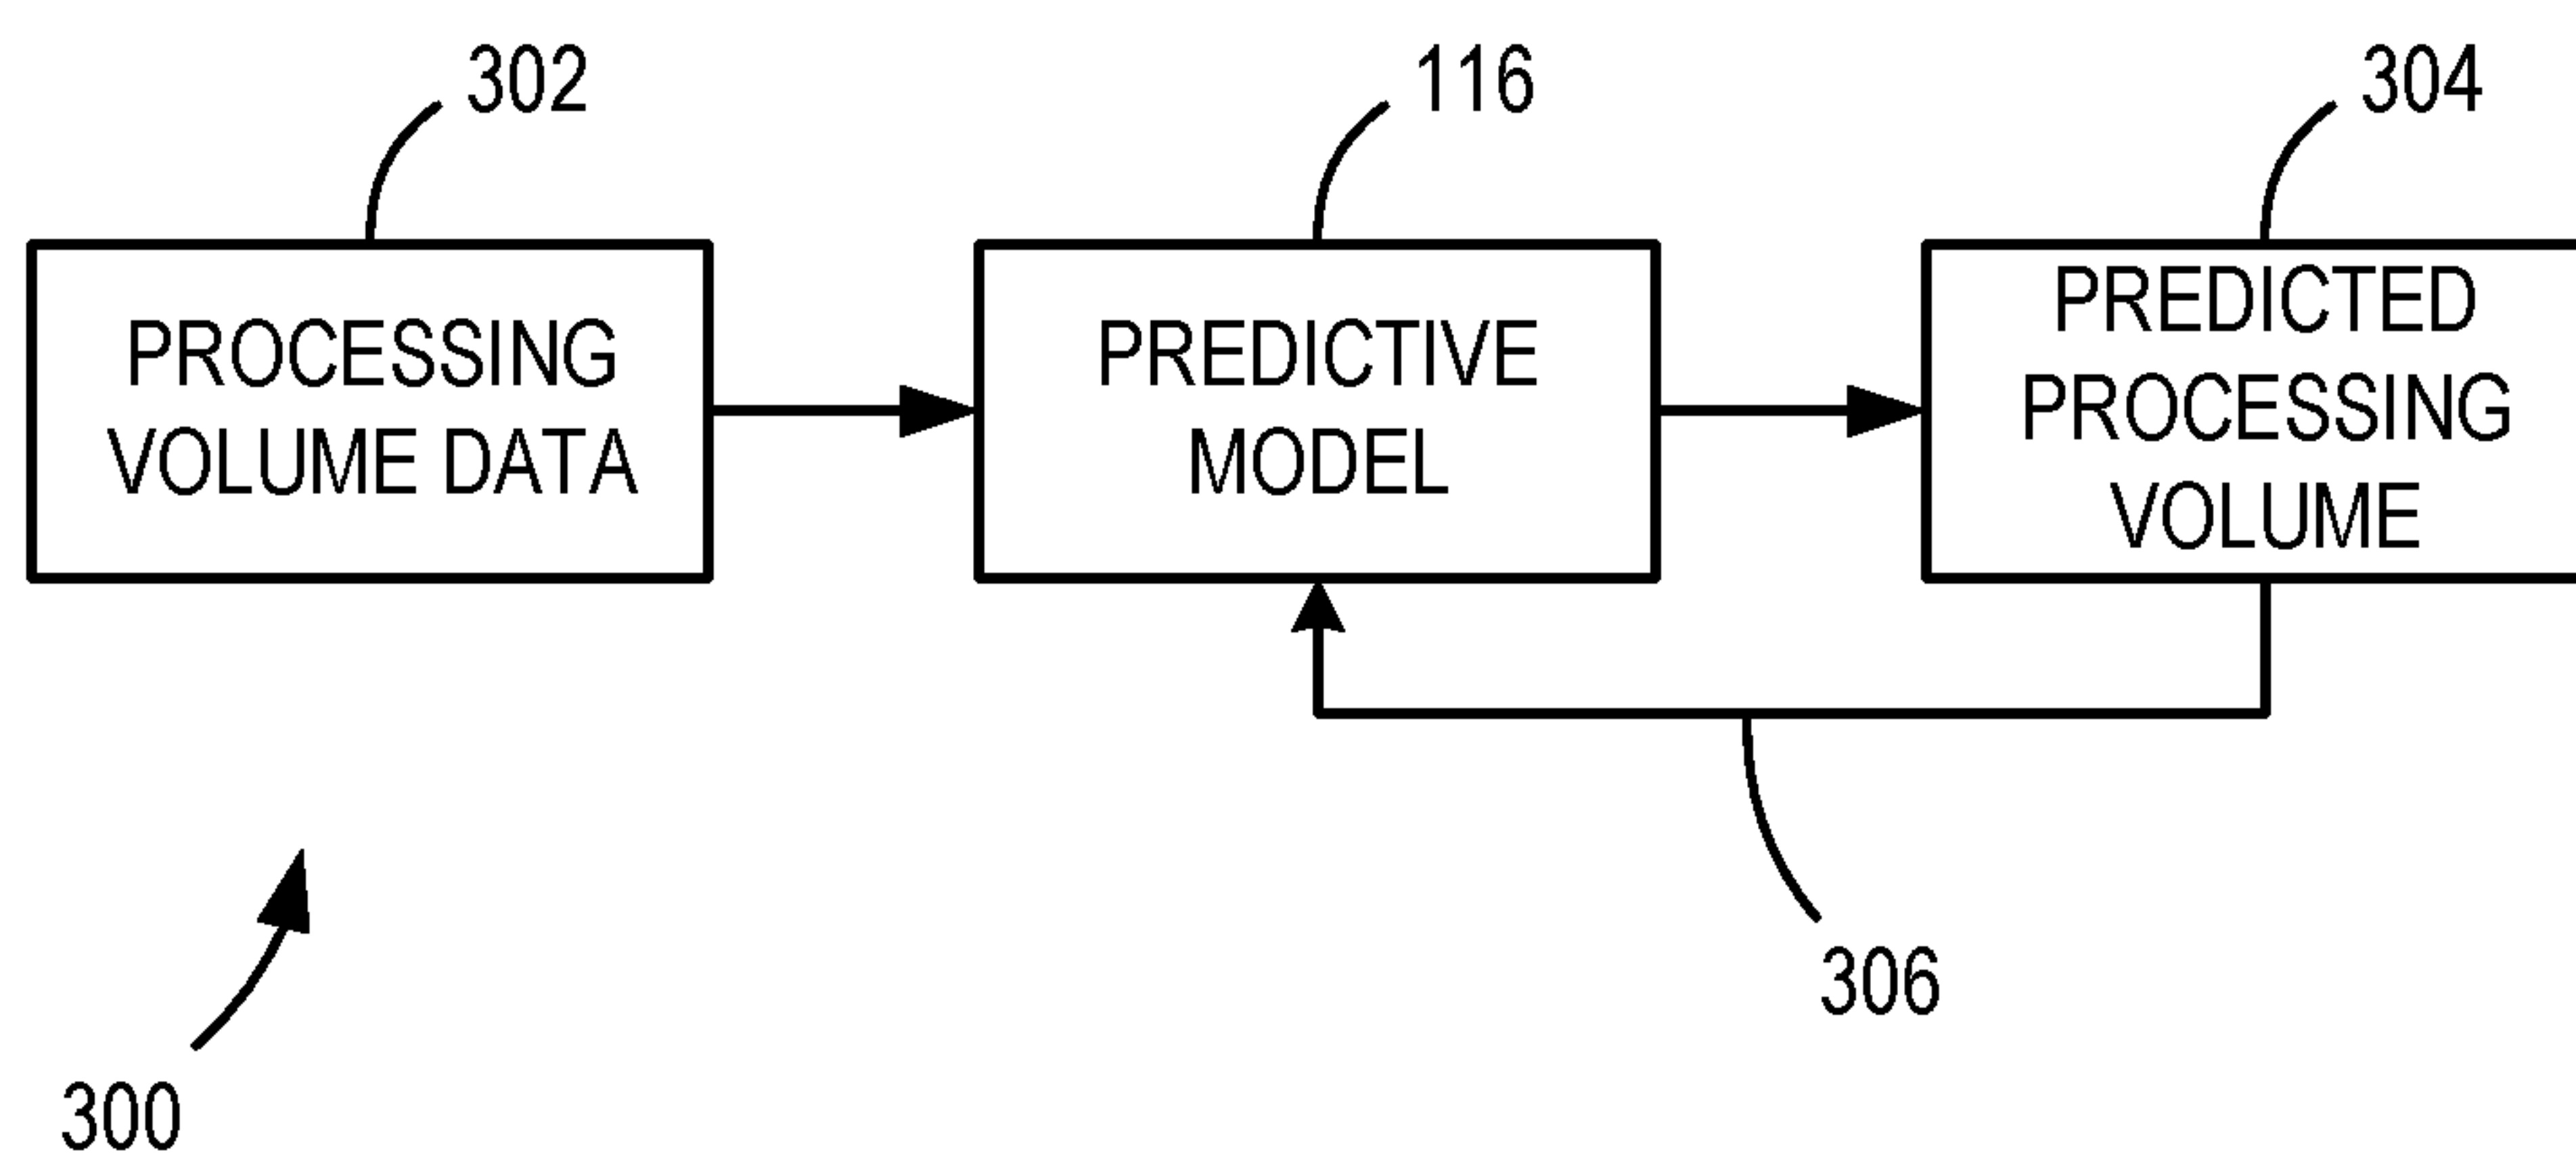 302
116
304
PROCESSING
VOLUME DATA
PREDICTIVE
MODEL
PREDICTED
PROCESSING
VOLUME
306
300